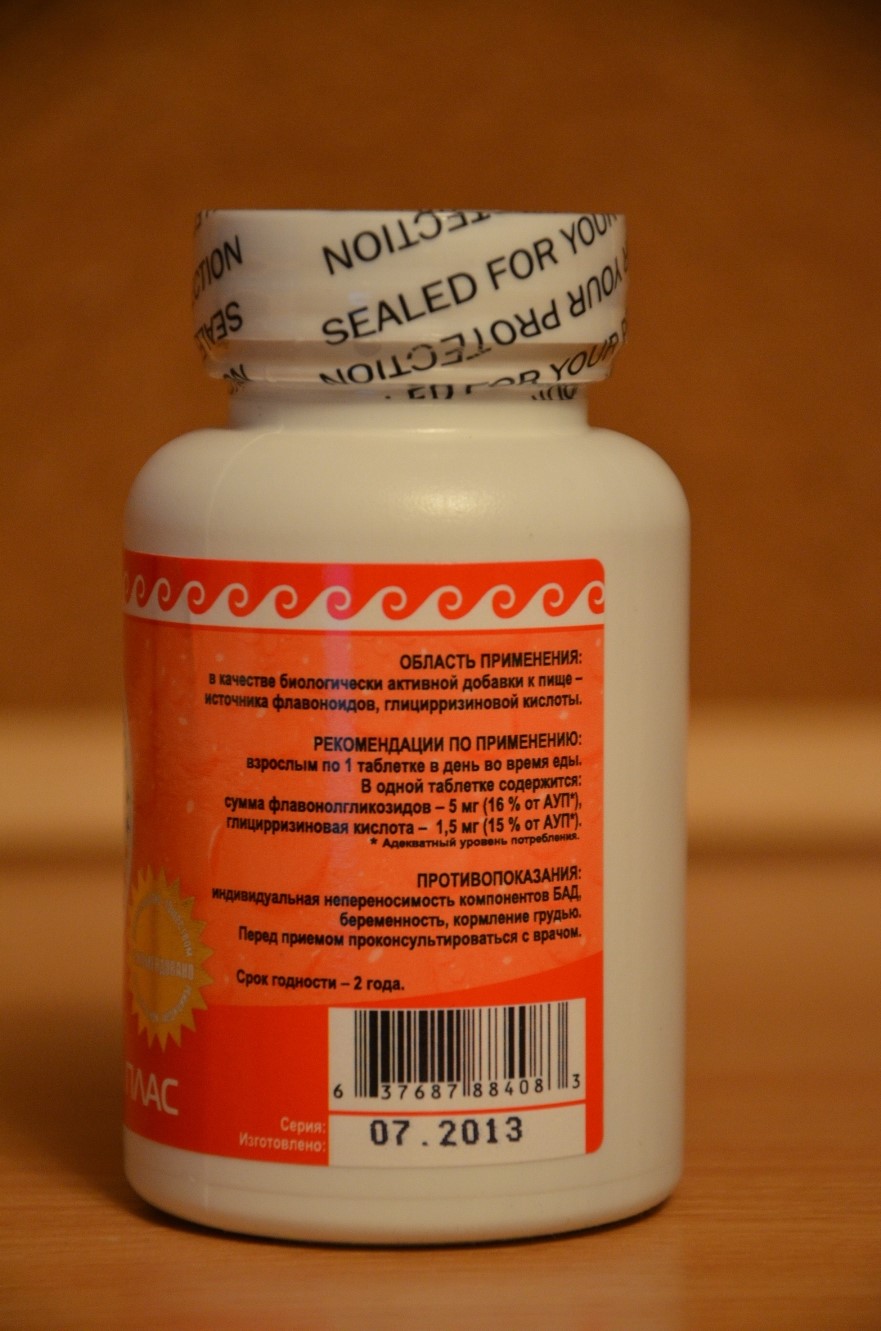 NOITCETION
SEALED FOR YOUR
YOUR PROTECTION
FOR YOUR
ОБЛАСТЬ ПРИМЕНЕНИЯ:
в качестве биологически активной добавки к пище –
источника флавоноидов, глицирризиновой кислоты.
РЕКОМЕНДАЦИИ ПО ПРИМЕНЕНИЮ:
взрослым по 1 таблетке в день во время еды.
В одной таблетке содержится:
сумма флавонолгликозидов – 5 мг (16 % от АУП*),
глицирризиновая кислота – 1,5 мг (15 % от АУП*).
* Адекватный уровень потребления.
ПРОТИВОПОКАЗАНИЯ:
индивидуальная непереносимость компонентов БАД,
беременность, кормление грудью.
Перед приемом проконсультироваться с врачом.
Срок годности – 2 года.
6 37687 88408 3
ПЛАС
Серия:
Изготовлено:
07.2013